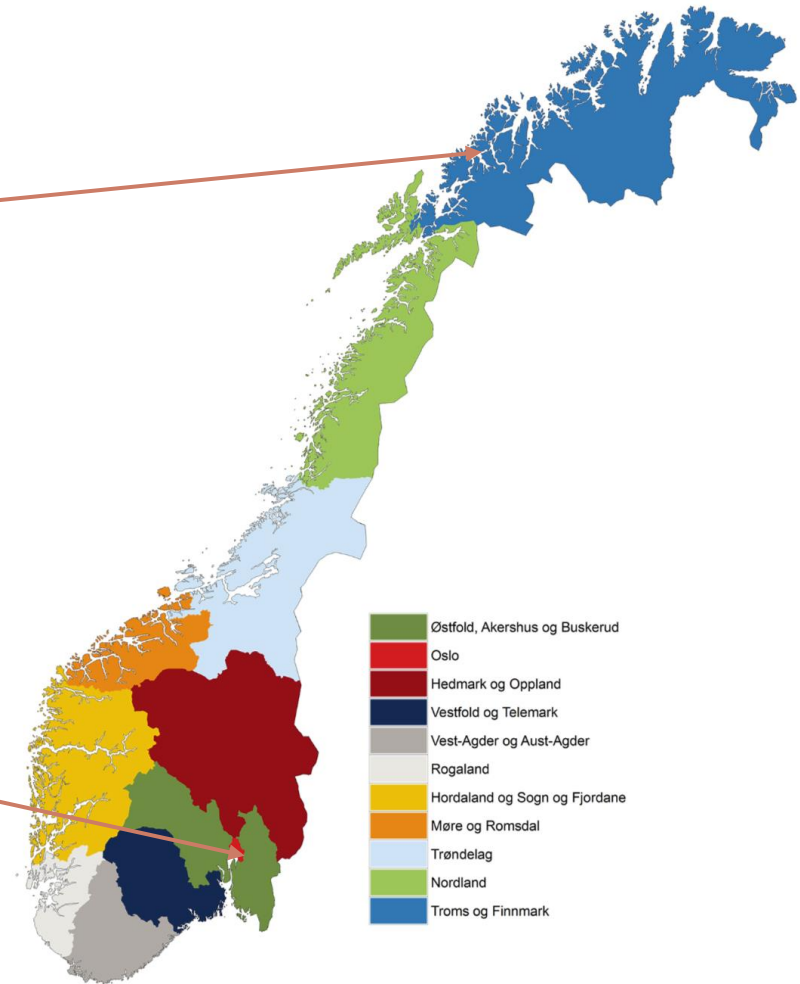 Østfold, Akershus og Buskerud
Oslo
Hedmark og Oppland
Vestfold og Telemark
Vest-Agder og Aust-Agder
Rogaland
Hordaland og Sogn og Fjordane
Møre og Romsdal
Trøndelag
Nordland
Troms og Finnmark